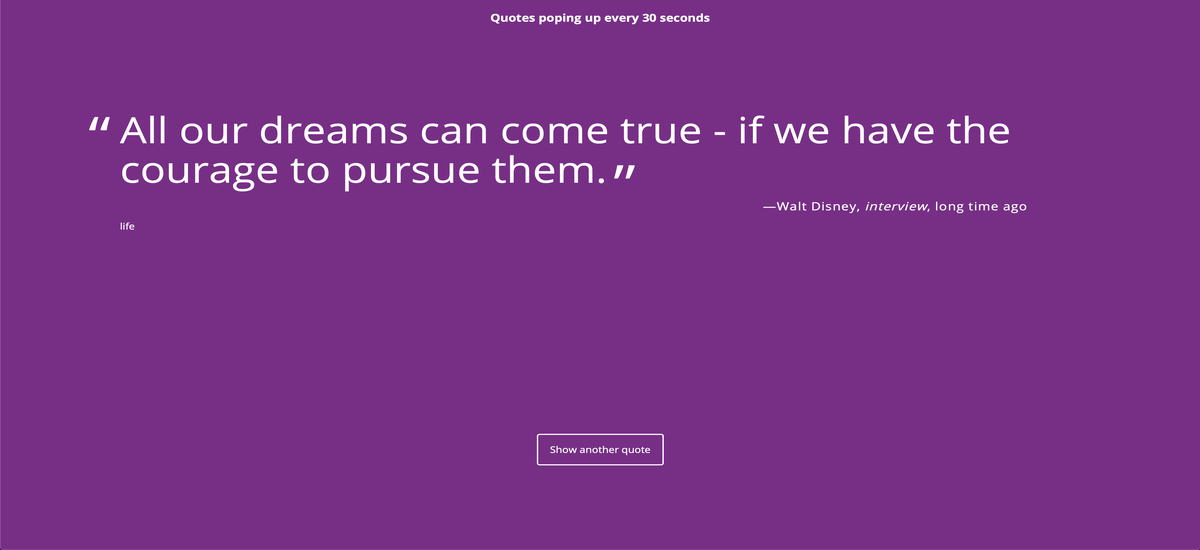 Quotes poping up every 30 seconds
“ All our dreams can come true - if we have the
courage to pursue them. ”
—Walt Disney, interview, long time ago
life
Show another quote